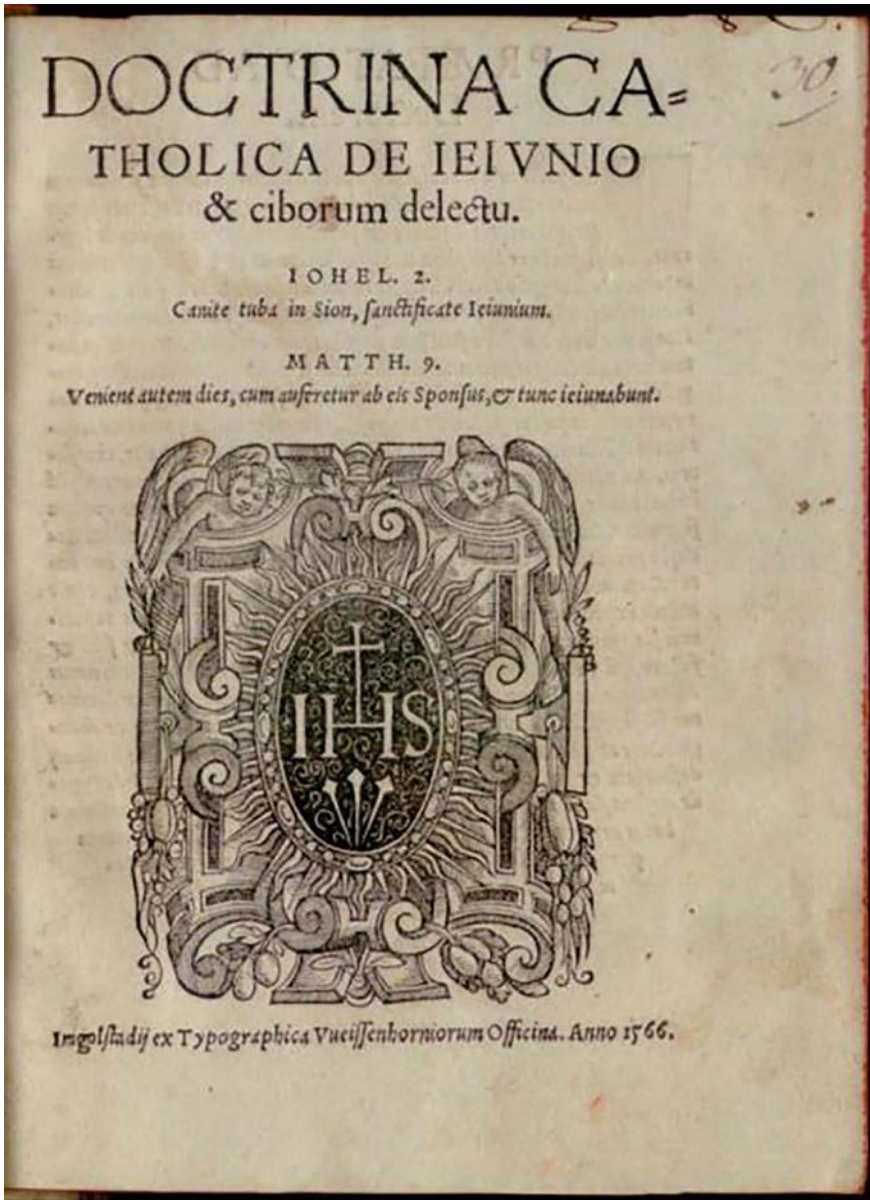 30.
DOCTRINA CA=
THOLICA DE IEIVNIO
& ciborum delectu.
IOHEL. 2.
Canite tuba in Sion, ſanctificate Ieiunium.
MATTH. 9.
Venient autem dies, cum auferetur ab eis Sponſus, & tunc ieiunabunt.
IHS
Ingolſtadij ex Typographica Vueiſſenhorniorum Officina. Anno 1566.